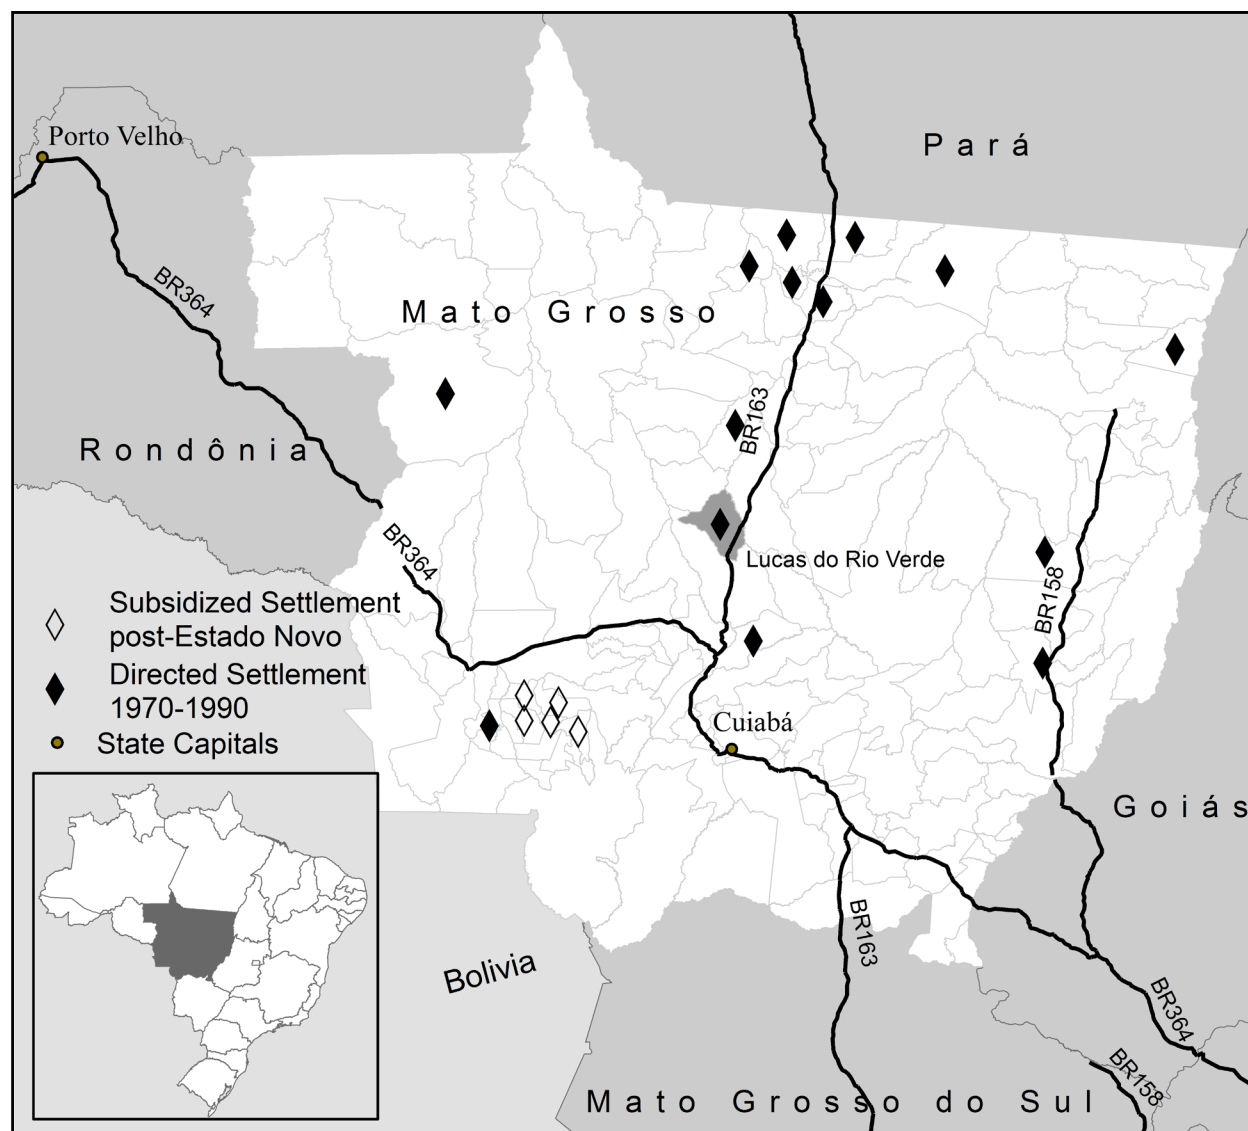 Porto Velho
Pará
BR364
Mato Grosso
BR163
Rondônia
BR364
Lucas do Rio Verde
BR158
Subsidized Settlement
post-Estado Novo
Directed Settlement
1970-1990
State Capitals
Cuiabá
Goiás
BR163
Bolivia
BR364
BR158
Mato Grosso do Sul